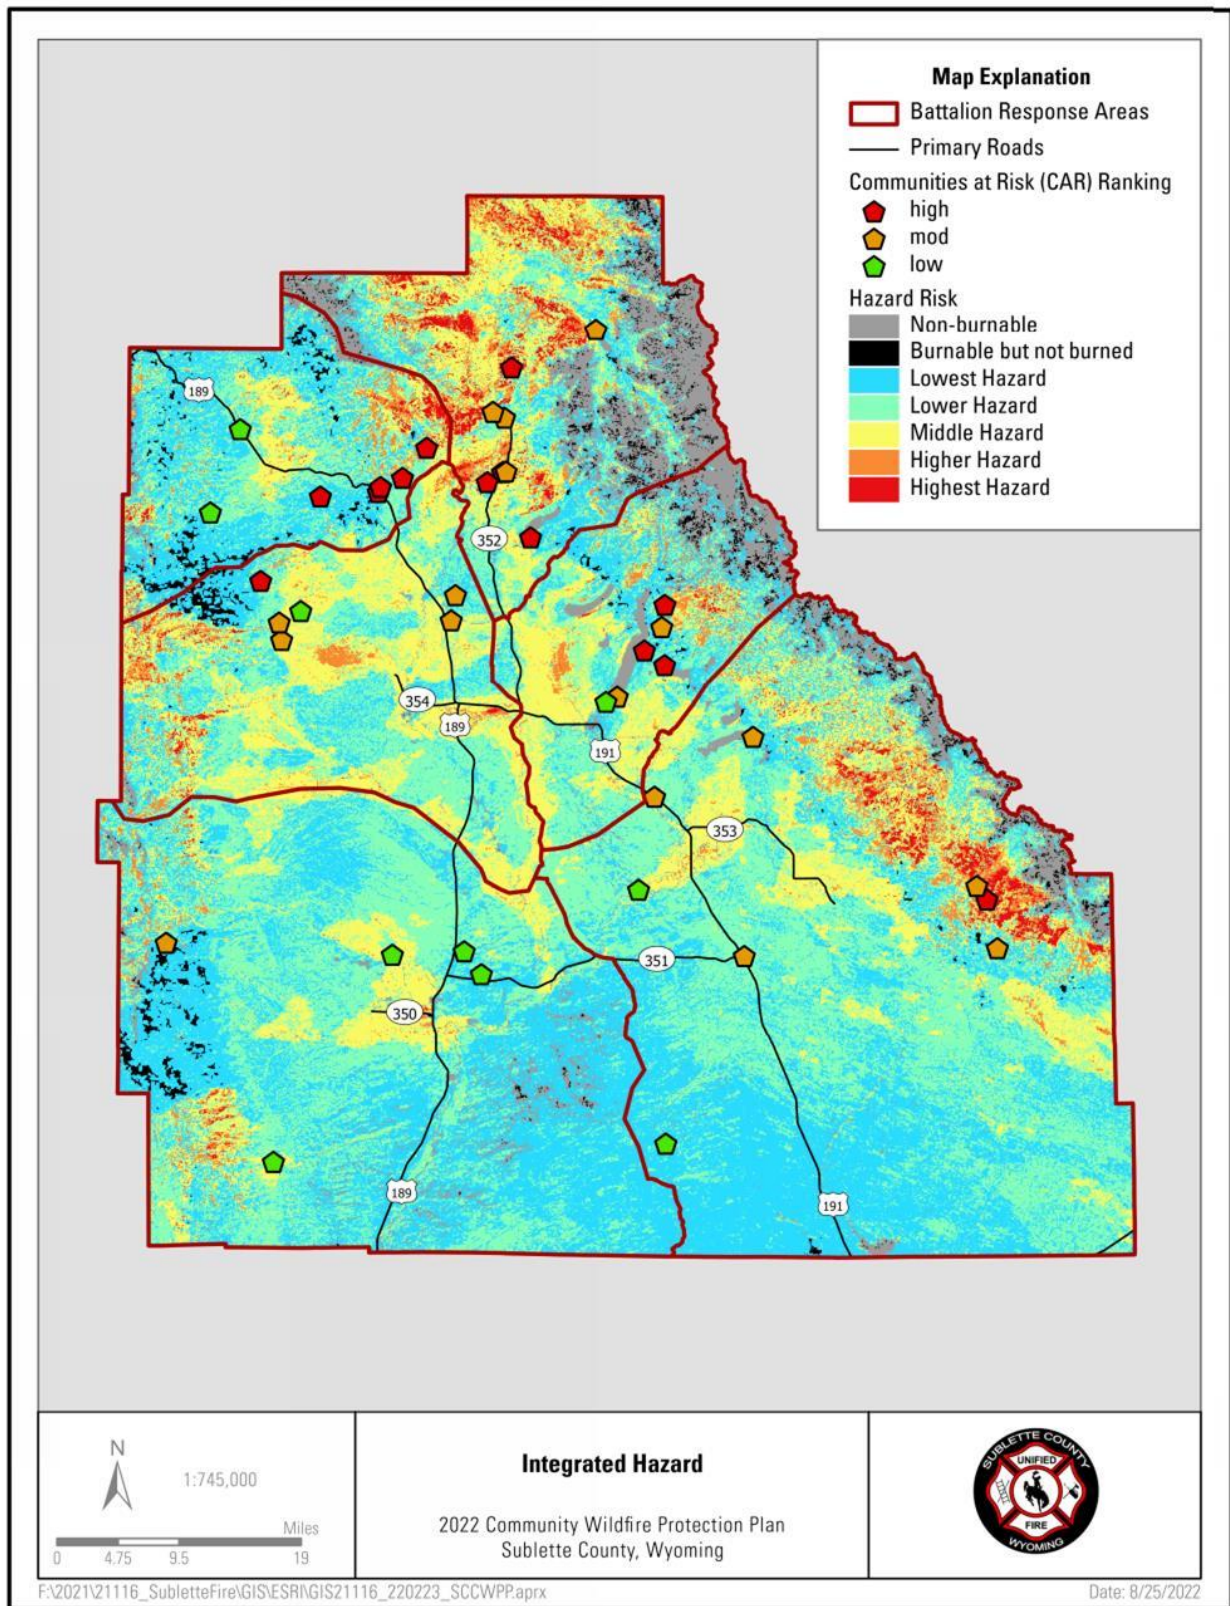 Map Explanation
Battalion Response Areas
Primary Roads
Communities at Risk (CAR) Ranking
high
mod
low
Hazard Risk
Non-burnable
Burnable but not burned
Lowest Hazard
Lower Hazard
Middle Hazard
Higher Hazard
Highest Hazard
189
352
354
189
191
353
351
350
189
191
N
1:745,000
Miles
0 4.75 9.5 19
Integrated Hazard
2022 Community Wildfire Protection Plan
Sublette County, Wyoming
SUBLETTE COUNTY
UNIFIED
FIRE
WYOMING
F:\2021\21116_SubletteFire\GIS\ESRI\GIS21116_220223_SCCWPP.aprx
Date: 8/25/2022